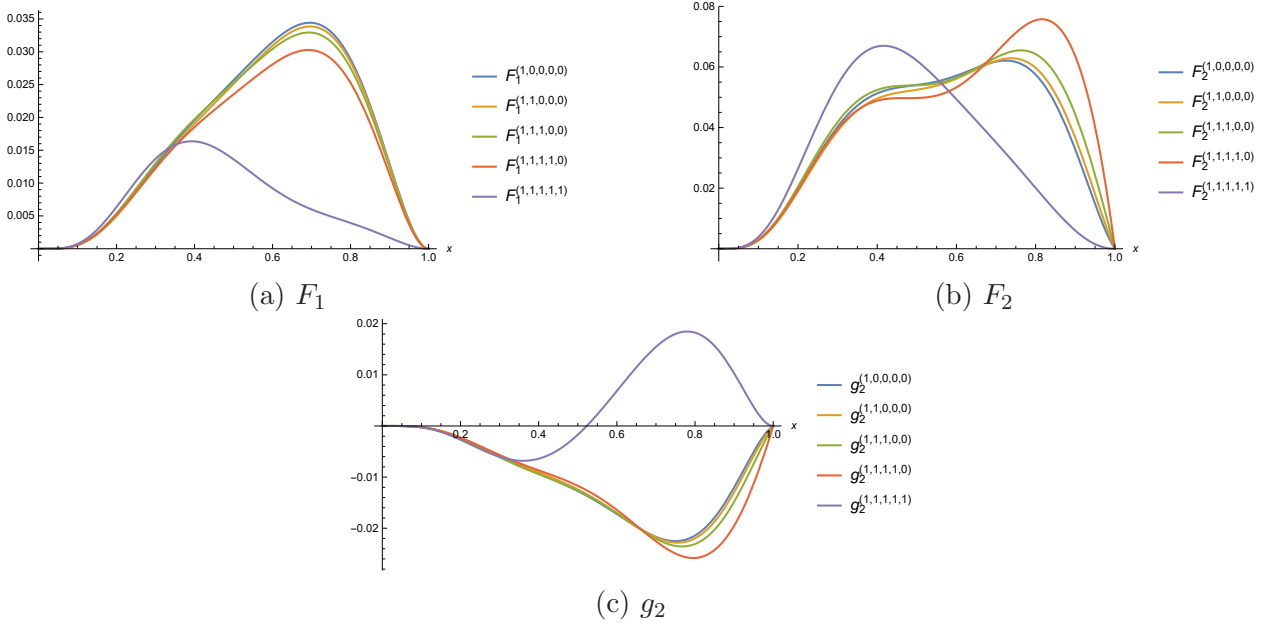 0.035
0.030
0.025
0.020
0.015
0.010
0.005
0.2 0.4 0.6 0.8 1.0 x
F₁^(1,0,0,0,0)
F₁^(1,1,0,0,0)
F₁^(1,1,1,0,0)
F₁^(1,1,1,1,0)
F₁^(1,1,1,1,1)
(a) F₁
0.08
0.06
0.04
0.02
0.2 0.4 0.6 0.8 1.0 x
F₂^(1,0,0,0,0)
F₂^(1,1,0,0,0)
F₂^(1,1,1,0,0)
F₂^(1,1,1,1,0)
F₂^(1,1,1,1,1)
(b) F₂
0.02
0.01
-0.01
-0.02
0.2 0.4 0.6 0.8 1.0 x
g₂^(1,0,0,0,0)
g₂^(1,1,0,0,0)
g₂^(1,1,1,0,0)
g₂^(1,1,1,1,0)
g₂^(1,1,1,1,1)
(c) g₂